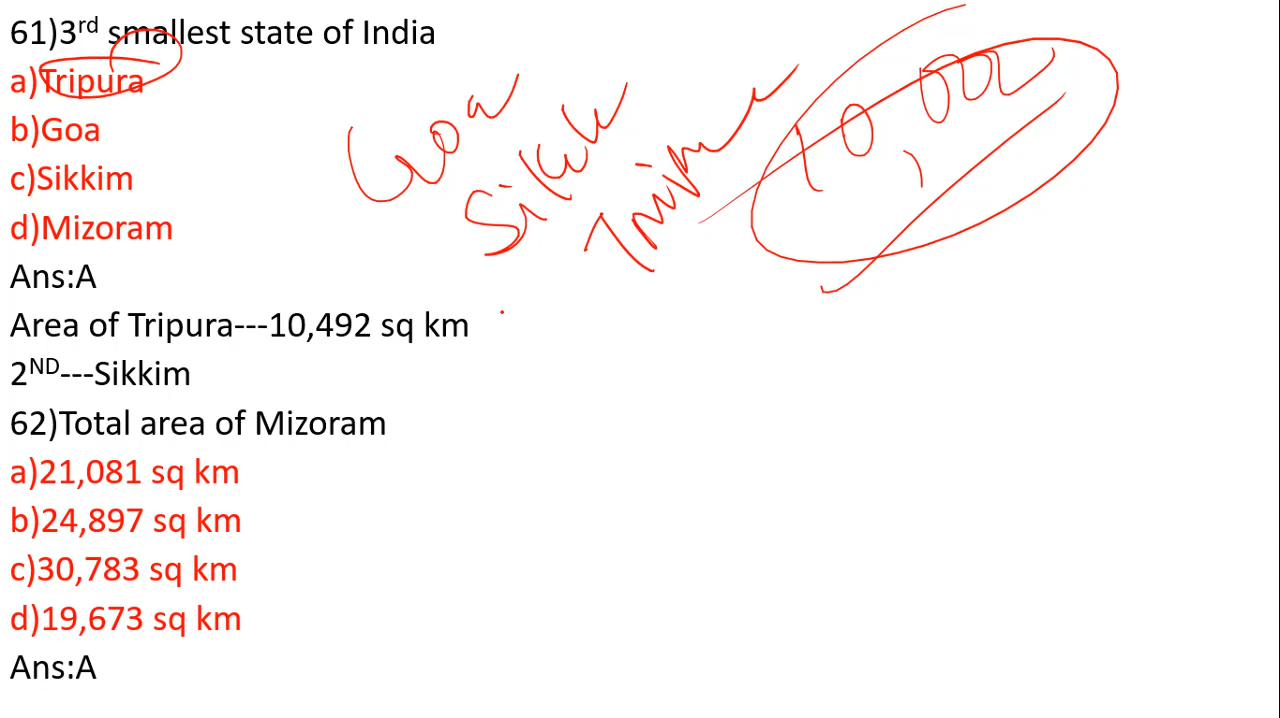 61)3rd smallest state of India
a)Tripura
b)Goa
c)Sikkim
d)Mizoram
Ans:A
Area of Tripura---10,492 sq km
2ND---Sikkim
62)Total area of Mizoram
a)21,081 sq km
b)24,897 sq km
c)30,783 sq km
d)19,673 sq km
Ans:A
Goa
10,000